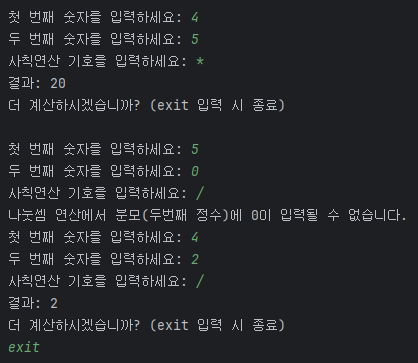 첫 번째 숫자를 입력하세요: 4
두 번째 숫자를 입력하세요: 5
사칙연산 기호를 입력하세요: *
결과: 20
더 계산하시겠습니까? (exit 입력 시 종료)
첫 번째 숫자를 입력하세요: 5
두 번째 숫자를 입력하세요: 0
사칙연산 기호를 입력하세요: /
나눗셈 연산에서 분모(두번째 정수)에 0이 입력될 수 없습니다.
첫 번째 숫자를 입력하세요: 4
두 번째 숫자를 입력하세요: 2
사칙연산 기호를 입력하세요: /
결과: 2
더 계산하시겠습니까? (exit 입력 시 종료)
exit